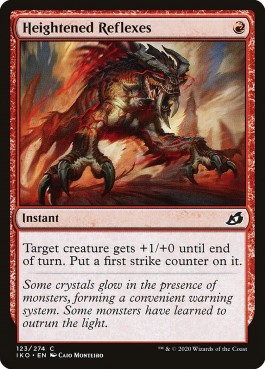 Heightened Reflexes
Instant
Target creature gets +1/+0 until end
of turn. Put a first strike counter on it.
Some crystals glow in the presence of
monsters, forming a convenient warning
system. Some monsters have learned to
outrun the light.
123/274 C
IKO • EN Caio Monteiro
™ & © 2020 Wizards of the Coast